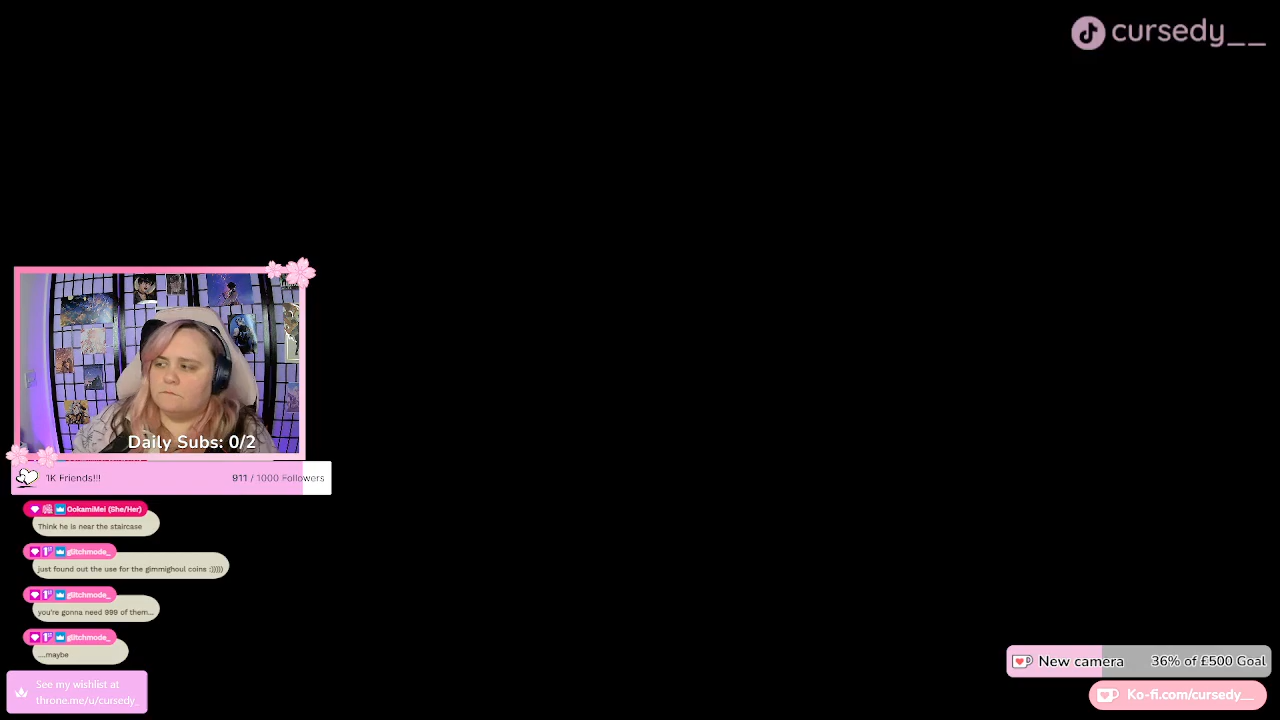 cursedy__
Daily Subs: 0/2
1K Friends!!!
911 / 1000 Followers
OokamiMei (She/Her)
Think he is near the staircase
glitchmode_
just found out the use for the gimmighoul coins :)))))
glitchmode_
you're gonna need 999 of them...
glitchmode_
....maybe
See my wishlist at
throne.me/u/cursedy_
New camera
36% of £500 Goal
Ko-fi.com/cursedy__